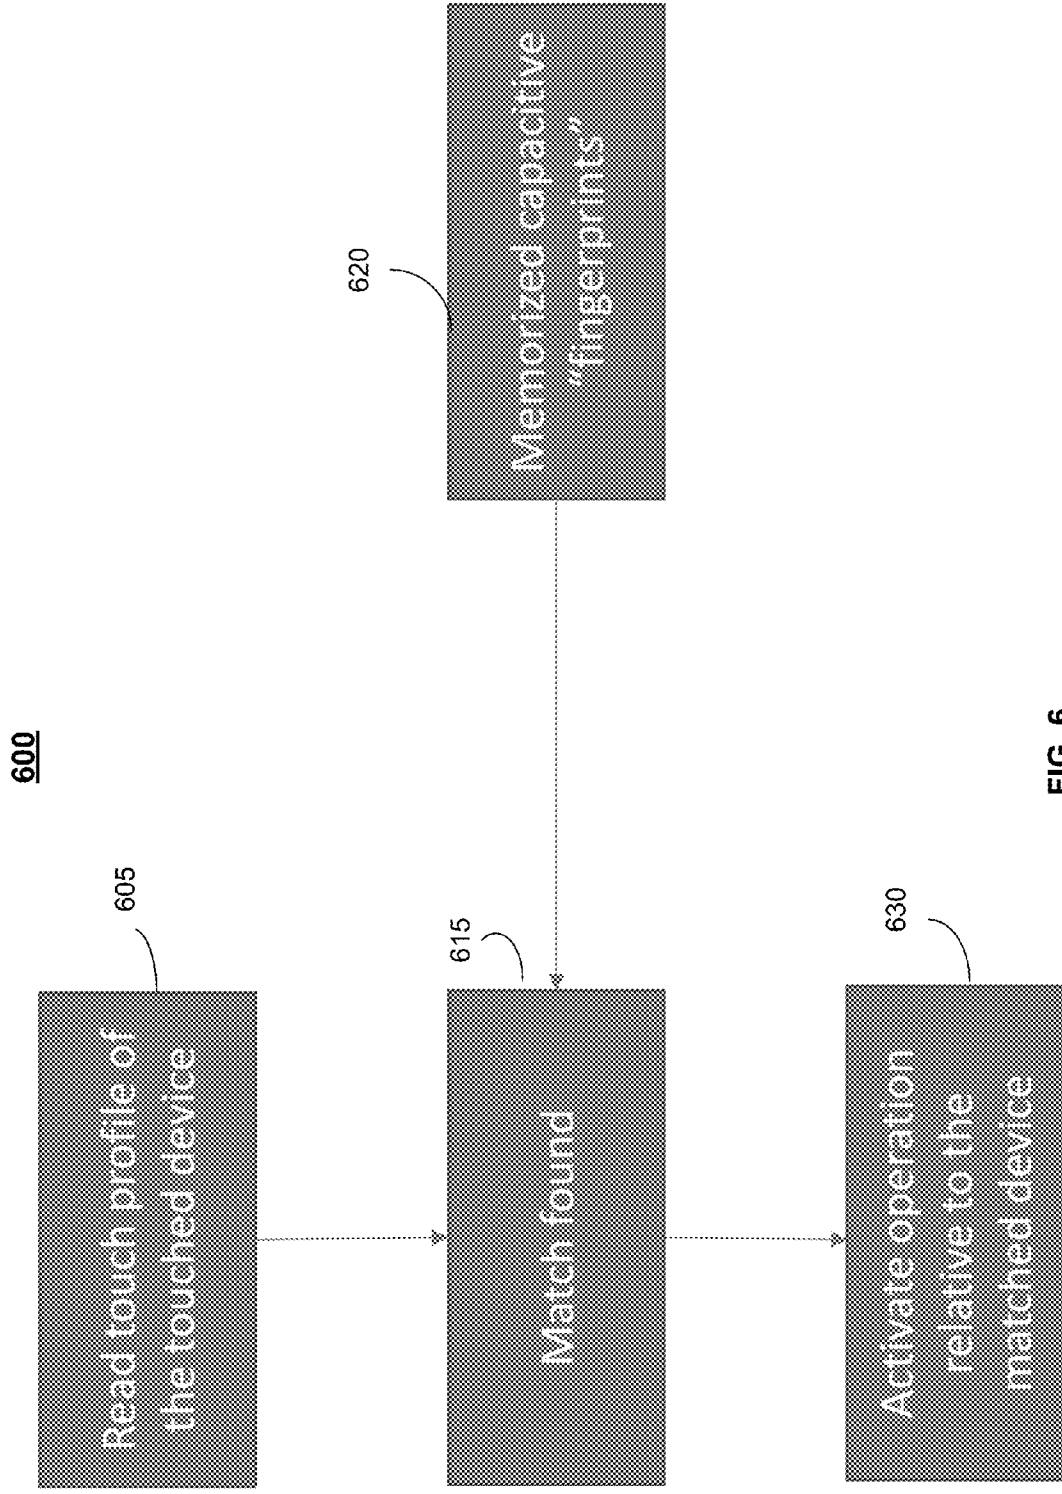 600
605
Read touch profile of
the touched device
615
Match found
620
Memorized capacitive
“fingerprints”
630
Activate operation
relative to the
matched device
FIG. 6